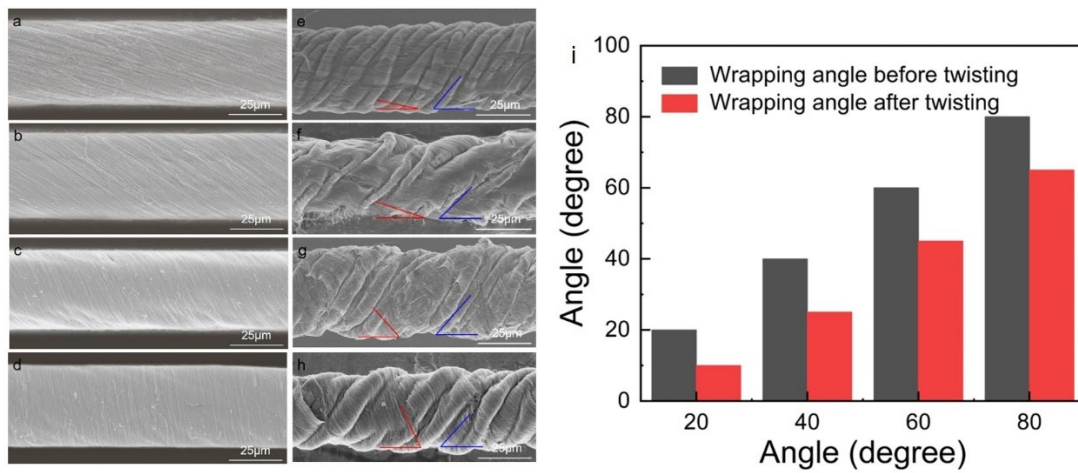 a
25μm
b
25μm
c
25μm
d
25μm
e
25μm
f
25μm
g
25μm
h
25μm
i
Wrapping angle before twisting
Wrapping angle after twisting
Angle (degree)
100
80
60
40
20
0
20 40 60 80
Angle (degree)